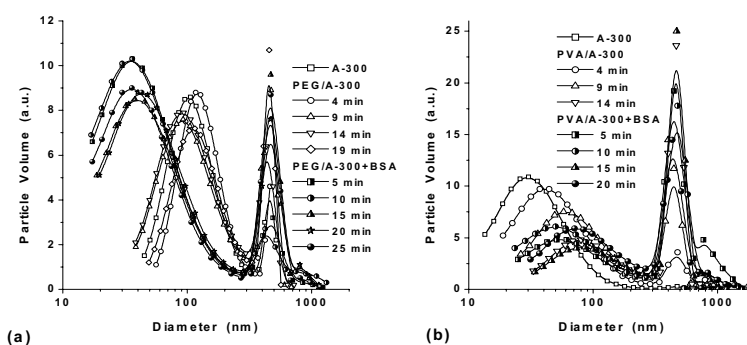 12
10
8
6
4
2
0
Particle Volume (a.u.)
10
100
1000
Diameter (nm)
(a)
A-300
PEG/A-300
4 min
9 min
14 min
19 min
PEG/A-300+BSA
5 min
10 min
15 min
20 min
25 min
25
20
15
10
5
0
Particle Volume (a.u.)
10
100
1000
Diameter (nm)
(b)
A-300
PVA/A-300
4 min
9 min
14 min
PVA/A-300+BSA
5 min
10 min
15 min
20 min